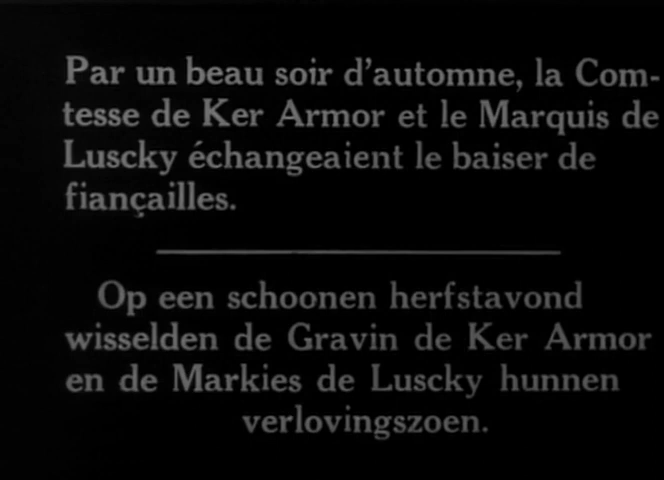 Par un beau soir d'automne, la Com-
tesse de Ker Armor et le Marquis de
Luscky échangeaient le baiser de
fiançailles.
Op een schoonen herfstavond
wisselden de Gravin de Ker Armor
en de Markies de Luscky hunnen
verlovingszoen.